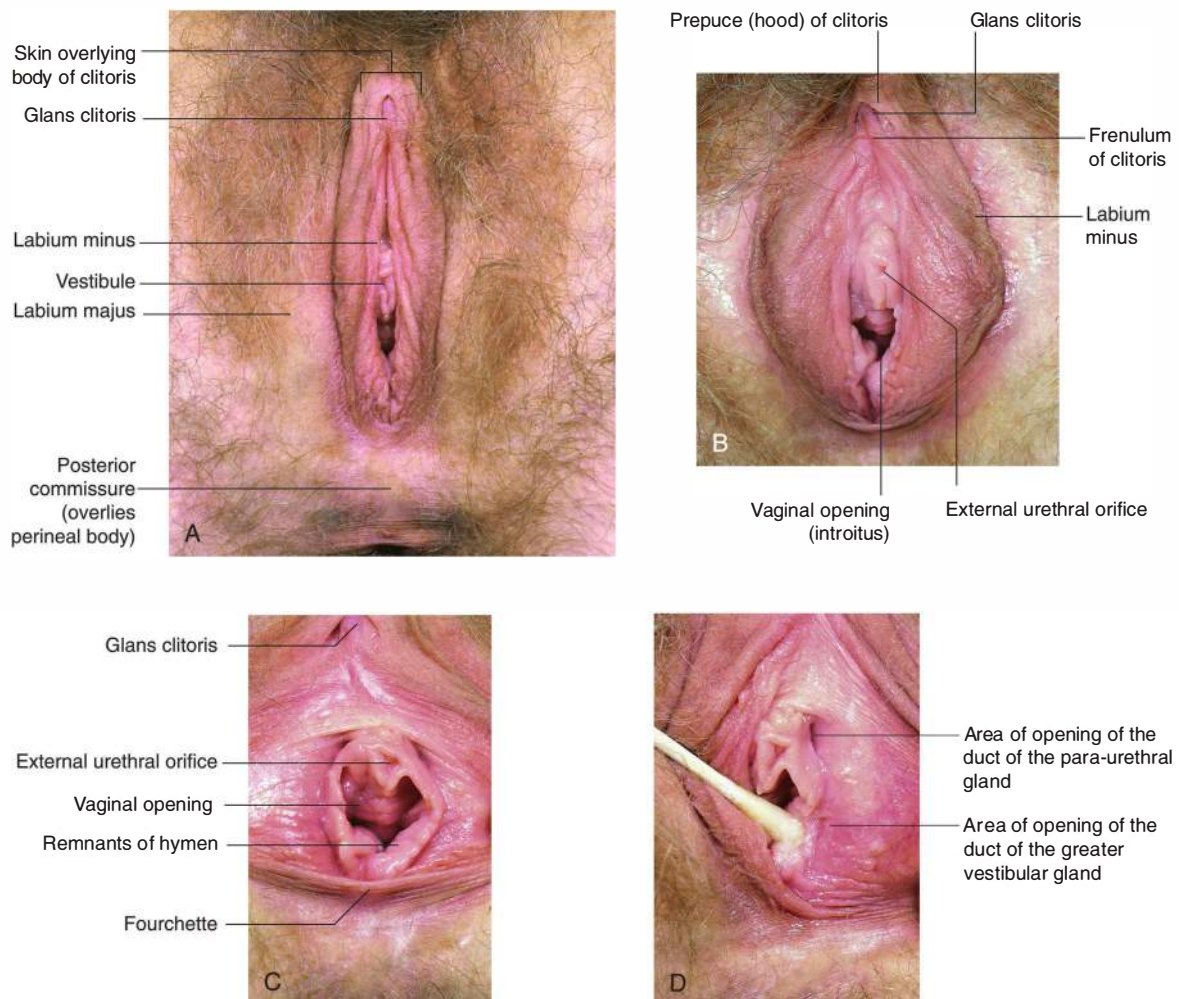 Skin overlying
body of clitoris
Glans clitoris
Labium minus
Vestibule
Labium majus
Posterior
commissure
(overlies
perineal body)
A
Prepuce (hood) of clitoris
Glans clitoris
Frenulum
of clitoris
Labium
minus
B
Vaginal opening
(introitus)
External urethral orifice
Glans clitoris
External urethral orifice
Vaginal opening
Remnants of hymen
Fourchette
C
Area of opening of the
duct of the para-urethral
gland
Area of opening of the
duct of the greater
vestibular gland
D